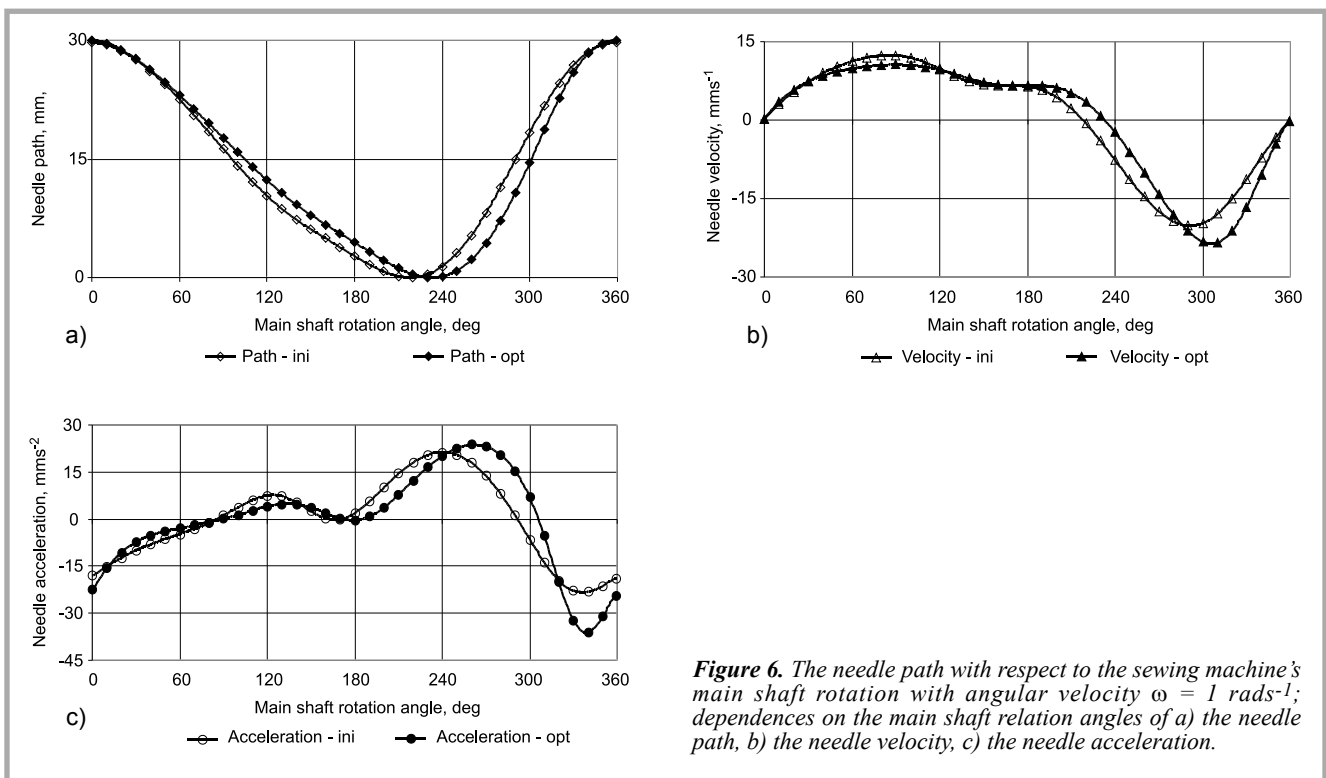 30
15
0
Needle path, mm,
0 60 120 180 240 300 360
Main shaft rotation angle, deg
a)
Path - ini Path - opt
15
0
-15
-30
Needle velocity, mms-1
0 60 120 180 240 300 360
Main shaft rotation angle, deg
b)
Velocity - ini Velocity - opt
30
15
0
-15
-30
-45
Needle acceleration, mms-2
0 60 120 180 240 300 360
Main shaft rotation angle, deg
c)
Acceleration - ini Acceleration - opt
Figure 6. The needle path with respect to the sewing machine's
main shaft rotation with angular velocity ω = 1 rads-1;
dependences on the main shaft relation angles of a) the needle
path, b) the needle velocity, c) the needle acceleration.